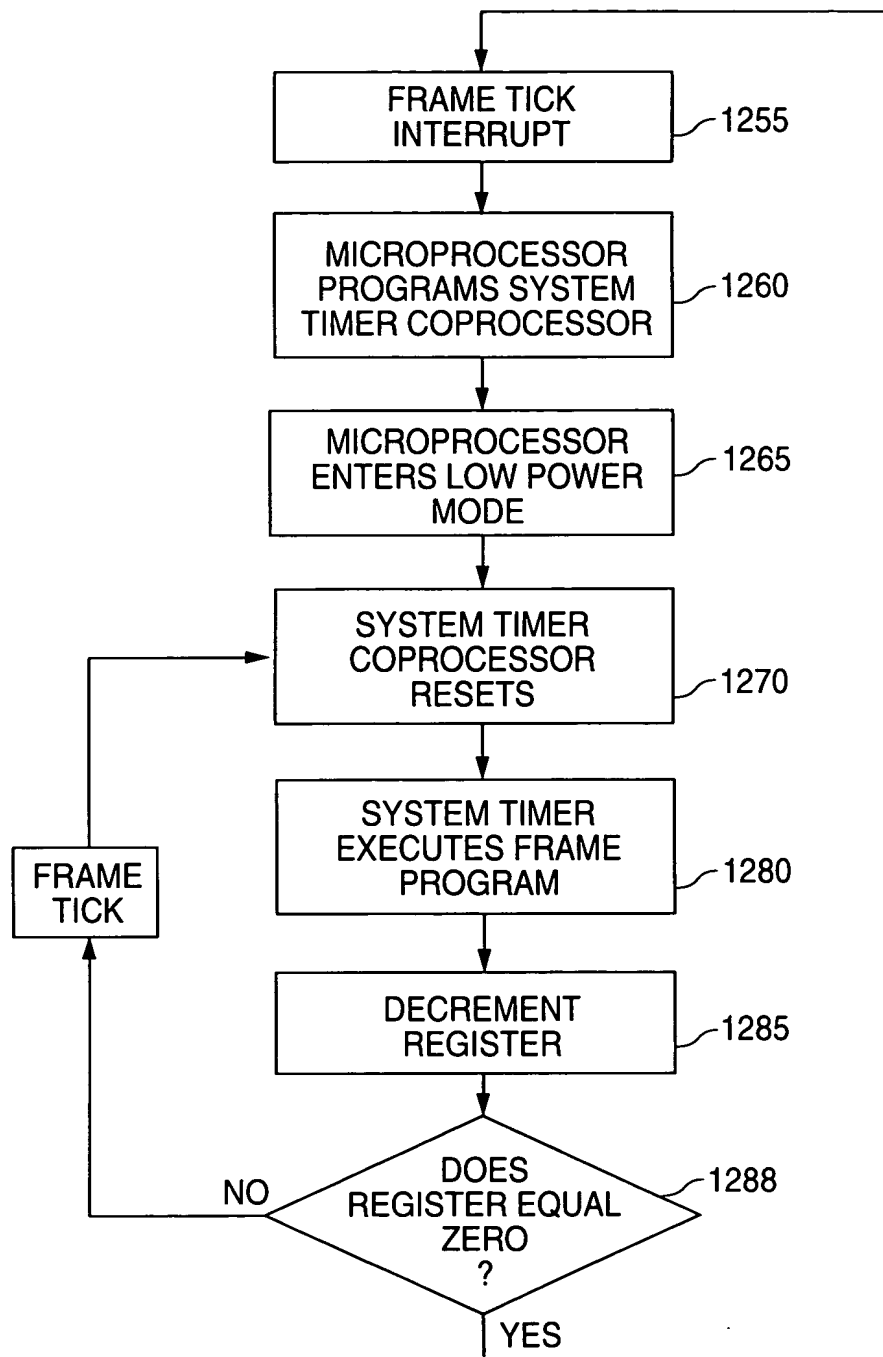 FRAME TICK
INTERRUPT
1255
MICROPROCESSOR
PROGRAMS SYSTEM
TIMER COPROCESSOR
1260
MICROPROCESSOR
ENTERS LOW POWER
MODE
1265
SYSTEM TIMER
COPROCESSOR
RESETS
1270
SYSTEM TIMER
EXECUTES FRAME
PROGRAM
1280
FRAME
TICK
DECREMENT
REGISTER
1285
DOES
REGISTER EQUAL
ZERO
?
1288
NO
YES